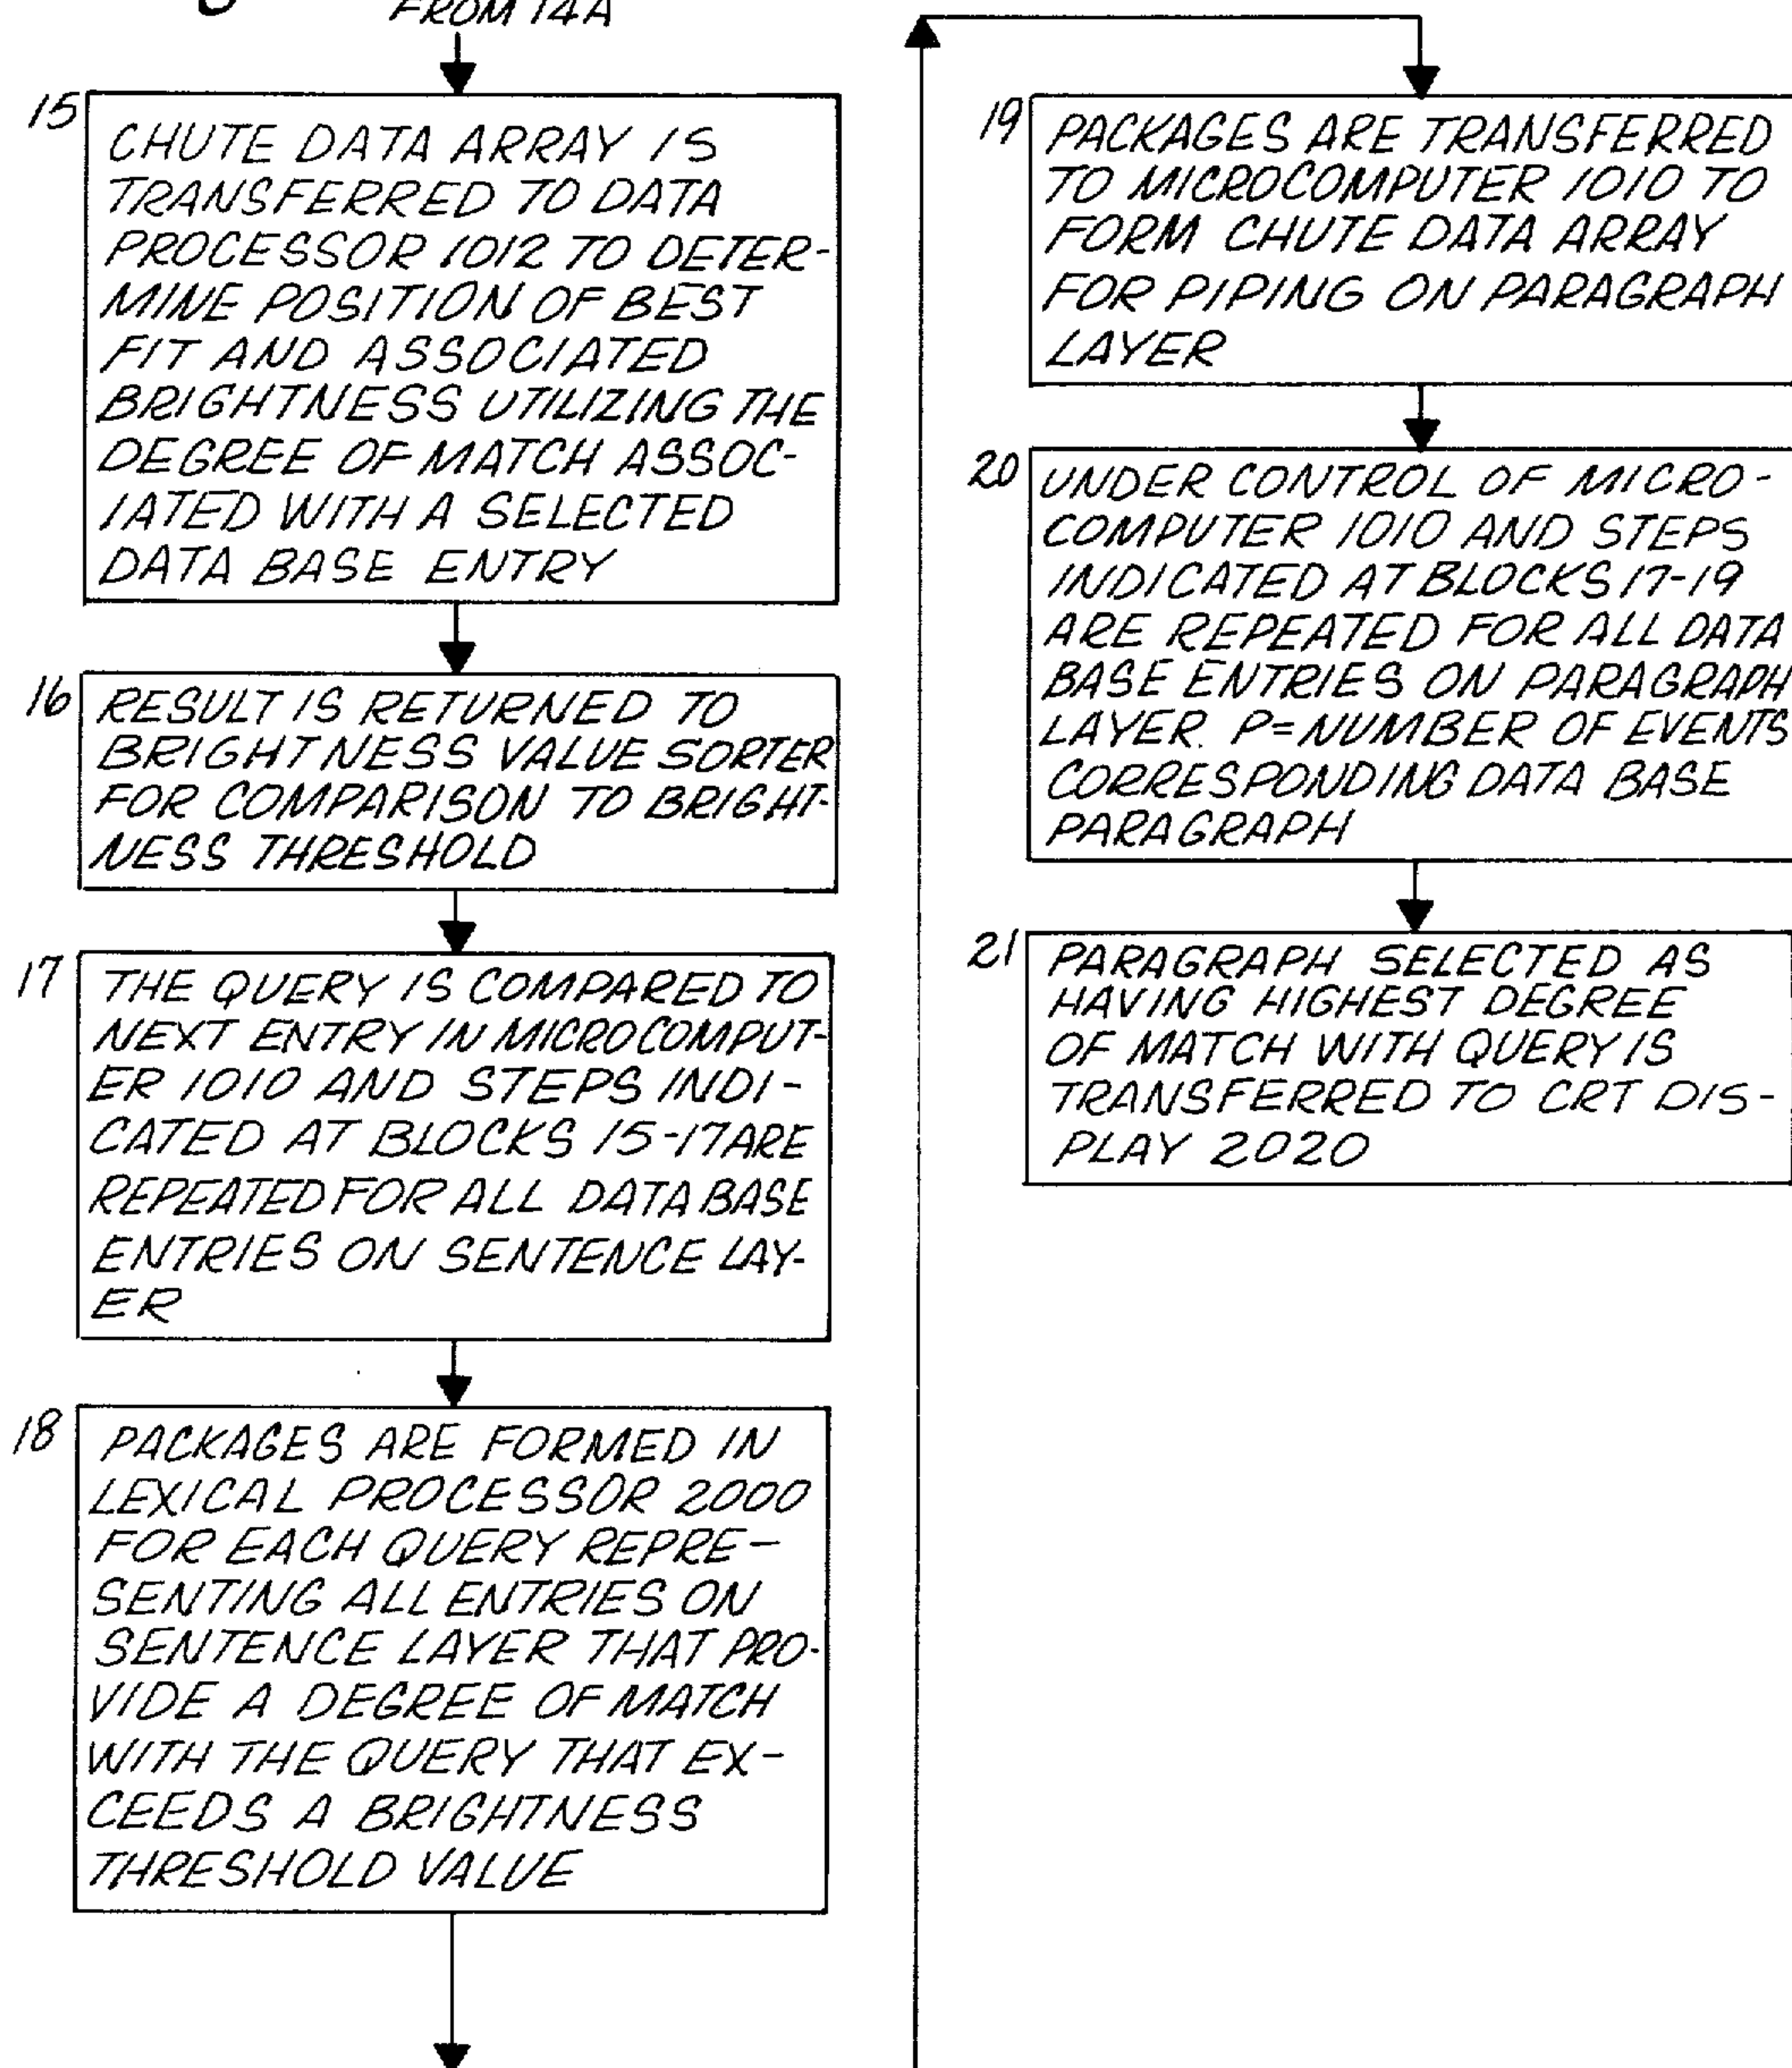 FROM 14A
15
CHUTE DATA ARRAY IS
TRANSFERRED TO DATA
PROCESSOR 1012 TO DETER-
MINE POSITION OF BEST
FIT AND ASSOCIATED
BRIGHTNESS UTILIZING THE
DEGREE OF MATCH ASSOC-
IATED WITH A SELECTED
DATA BASE ENTRY
16
RESULT IS RETURNED TO
BRIGHTNESS VALUE SORTER
FOR COMPARISON TO BRIGHT-
NESS THRESHOLD
17
THE QUERY IS COMPARED TO
NEXT ENTRY IN MICROCOMPUT-
ER 1010 AND STEPS INDI-
CATED AT BLOCKS 15-17 ARE
REPEATED FOR ALL DATA BASE
ENTRIES ON SENTENCE LAY-
ER
18
PACKAGES ARE FORMED IN
LEXICAL PROCESSOR 2000
FOR EACH QUERY REPRE-
SENTING ALL ENTRIES ON
SENTENCE LAYER THAT PRO-
VIDE A DEGREE OF MATCH
WITH THE QUERY THAT EX-
CEEDS A BRIGHTNESS
THRESHOLD VALUE
19
PACKAGES ARE TRANSFERRED
TO MICROCOMPUTER 1010 TO
FORM CHUTE DATA ARRAY
FOR PIPING ON PARAGRAPH
LAYER
20
UNDER CONTROL OF MICRO-
COMPUTER 1010 AND STEPS
INDICATED AT BLOCKS 17-19
ARE REPEATED FOR ALL DATA
BASE ENTRIES ON PARAGRAPH
LAYER. P=NUMBER OF EVENTS
CORRESPONDING DATA BASE
PARAGRAPH
21
PARAGRAPH SELECTED AS
HAVING HIGHEST DEGREE
OF MATCH WITH QUERY IS
TRANSFERRED TO CRT DIS-
PLAY 2020